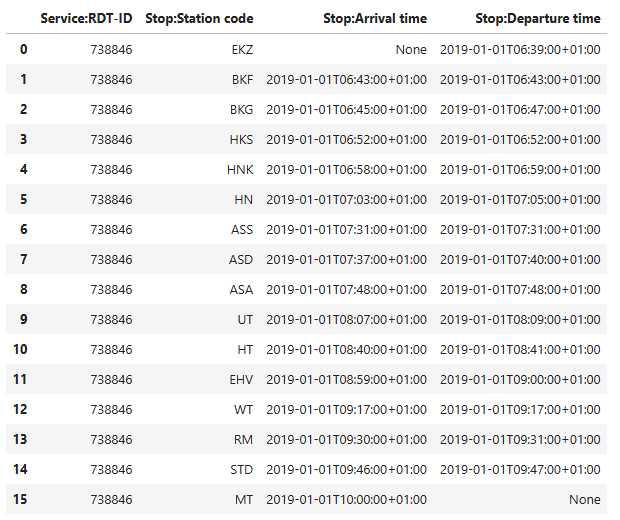 Service:RDT-ID Stop:Station code Stop:Arrival time Stop:Departure time
0 738846 EKZ None 2019-01-01T06:39:00+01:00
1 738846 BKF 2019-01-01T06:43:00+01:00 2019-01-01T06:43:00+01:00
2 738846 BKG 2019-01-01T06:45:00+01:00 2019-01-01T06:47:00+01:00
3 738846 HKS 2019-01-01T06:52:00+01:00 2019-01-01T06:52:00+01:00
4 738846 HNK 2019-01-01T06:58:00+01:00 2019-01-01T06:59:00+01:00
5 738846 HN 2019-01-01T07:03:00+01:00 2019-01-01T07:05:00+01:00
6 738846 ASS 2019-01-01T07:31:00+01:00 2019-01-01T07:31:00+01:00
7 738846 ASD 2019-01-01T07:37:00+01:00 2019-01-01T07:40:00+01:00
8 738846 ASA 2019-01-01T07:48:00+01:00 2019-01-01T07:48:00+01:00
9 738846 UT 2019-01-01T08:07:00+01:00 2019-01-01T08:09:00+01:00
10 738846 HT 2019-01-01T08:40:00+01:00 2019-01-01T08:41:00+01:00
11 738846 EHV 2019-01-01T08:59:00+01:00 2019-01-01T09:00:00+01:00
12 738846 WT 2019-01-01T09:17:00+01:00 2019-01-01T09:17:00+01:00
13 738846 RM 2019-01-01T09:30:00+01:00 2019-01-01T09:31:00+01:00
14 738846 STD 2019-01-01T09:46:00+01:00 2019-01-01T09:47:00+01:00
15 738846 MT 2019-01-01T10:00:00+01:00 None